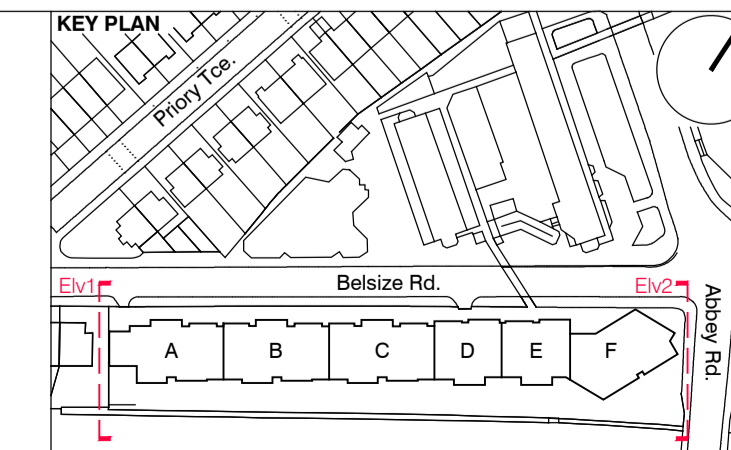 KEY PLAN
Priory Tce.
Elv1
Belsize Rd.
Elv2
Abbey Rd.
A
B
C
D
E
F